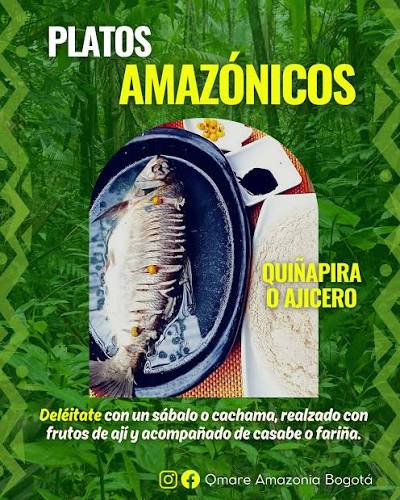 PLATOS
AMAZÓNICOS
QUIÑAPIRA
O AJICERO
Deléitate con un sábalo o cachama, realzado con
frutos de ají y acompañado de casabe o fariña.
Qmare Amazonia Bogotá